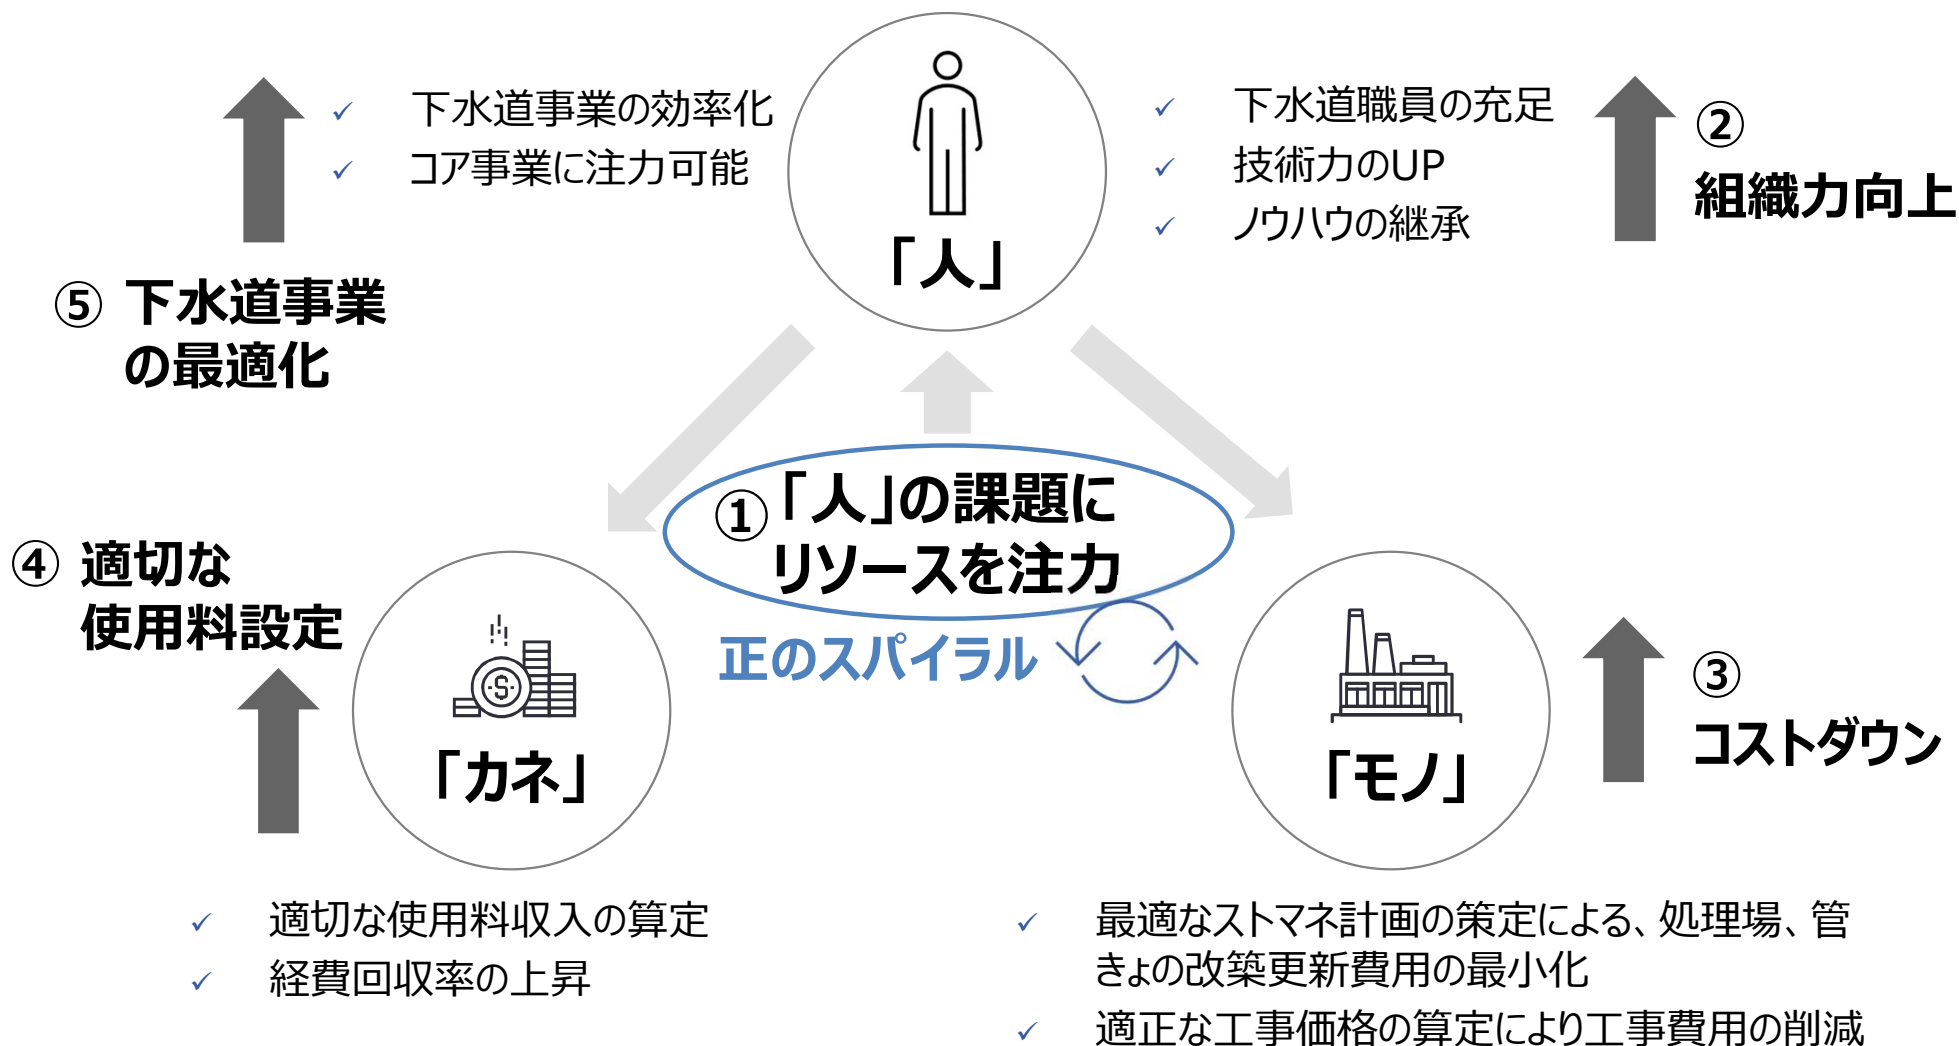 下水道事業の効率化
コア事業に注力可能
「人」
下水道職員の充足
技術力のUP
ノウハウの継承
②
組織力向上
⑤ 下水道事業
の最適化
①「人」の課題に
リソースを注力
正のスパイラル
④ 適切な
使用料設定
「カネ」
「モノ」
③
コストダウン
適切な使用料収入の算定
経費回収率の上昇
最適なストマネ計画の策定による、処理場、管
きょの改築更新費用の最小化
適正な工事価格の算定により工事費用の削減